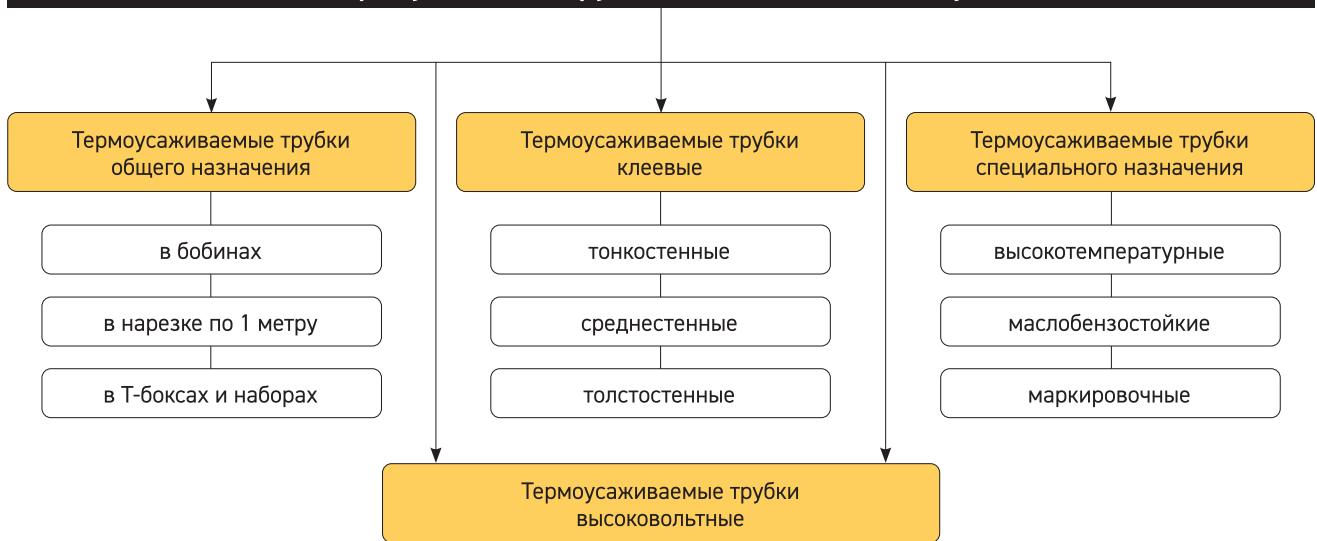 Термоусаживаемые трубки
общего назначения
в бобинах
в нарезке по 1 метру
в Т-боксах и наборах
Термоусаживаемые трубки
клеевые
тонкостенные
среднестенные
толстостенные
Термоусаживаемые трубки
специального назначения
высокотемпературные
маслобензостойкие
маркировочные
Термоусаживаемые трубки
высоковольтные